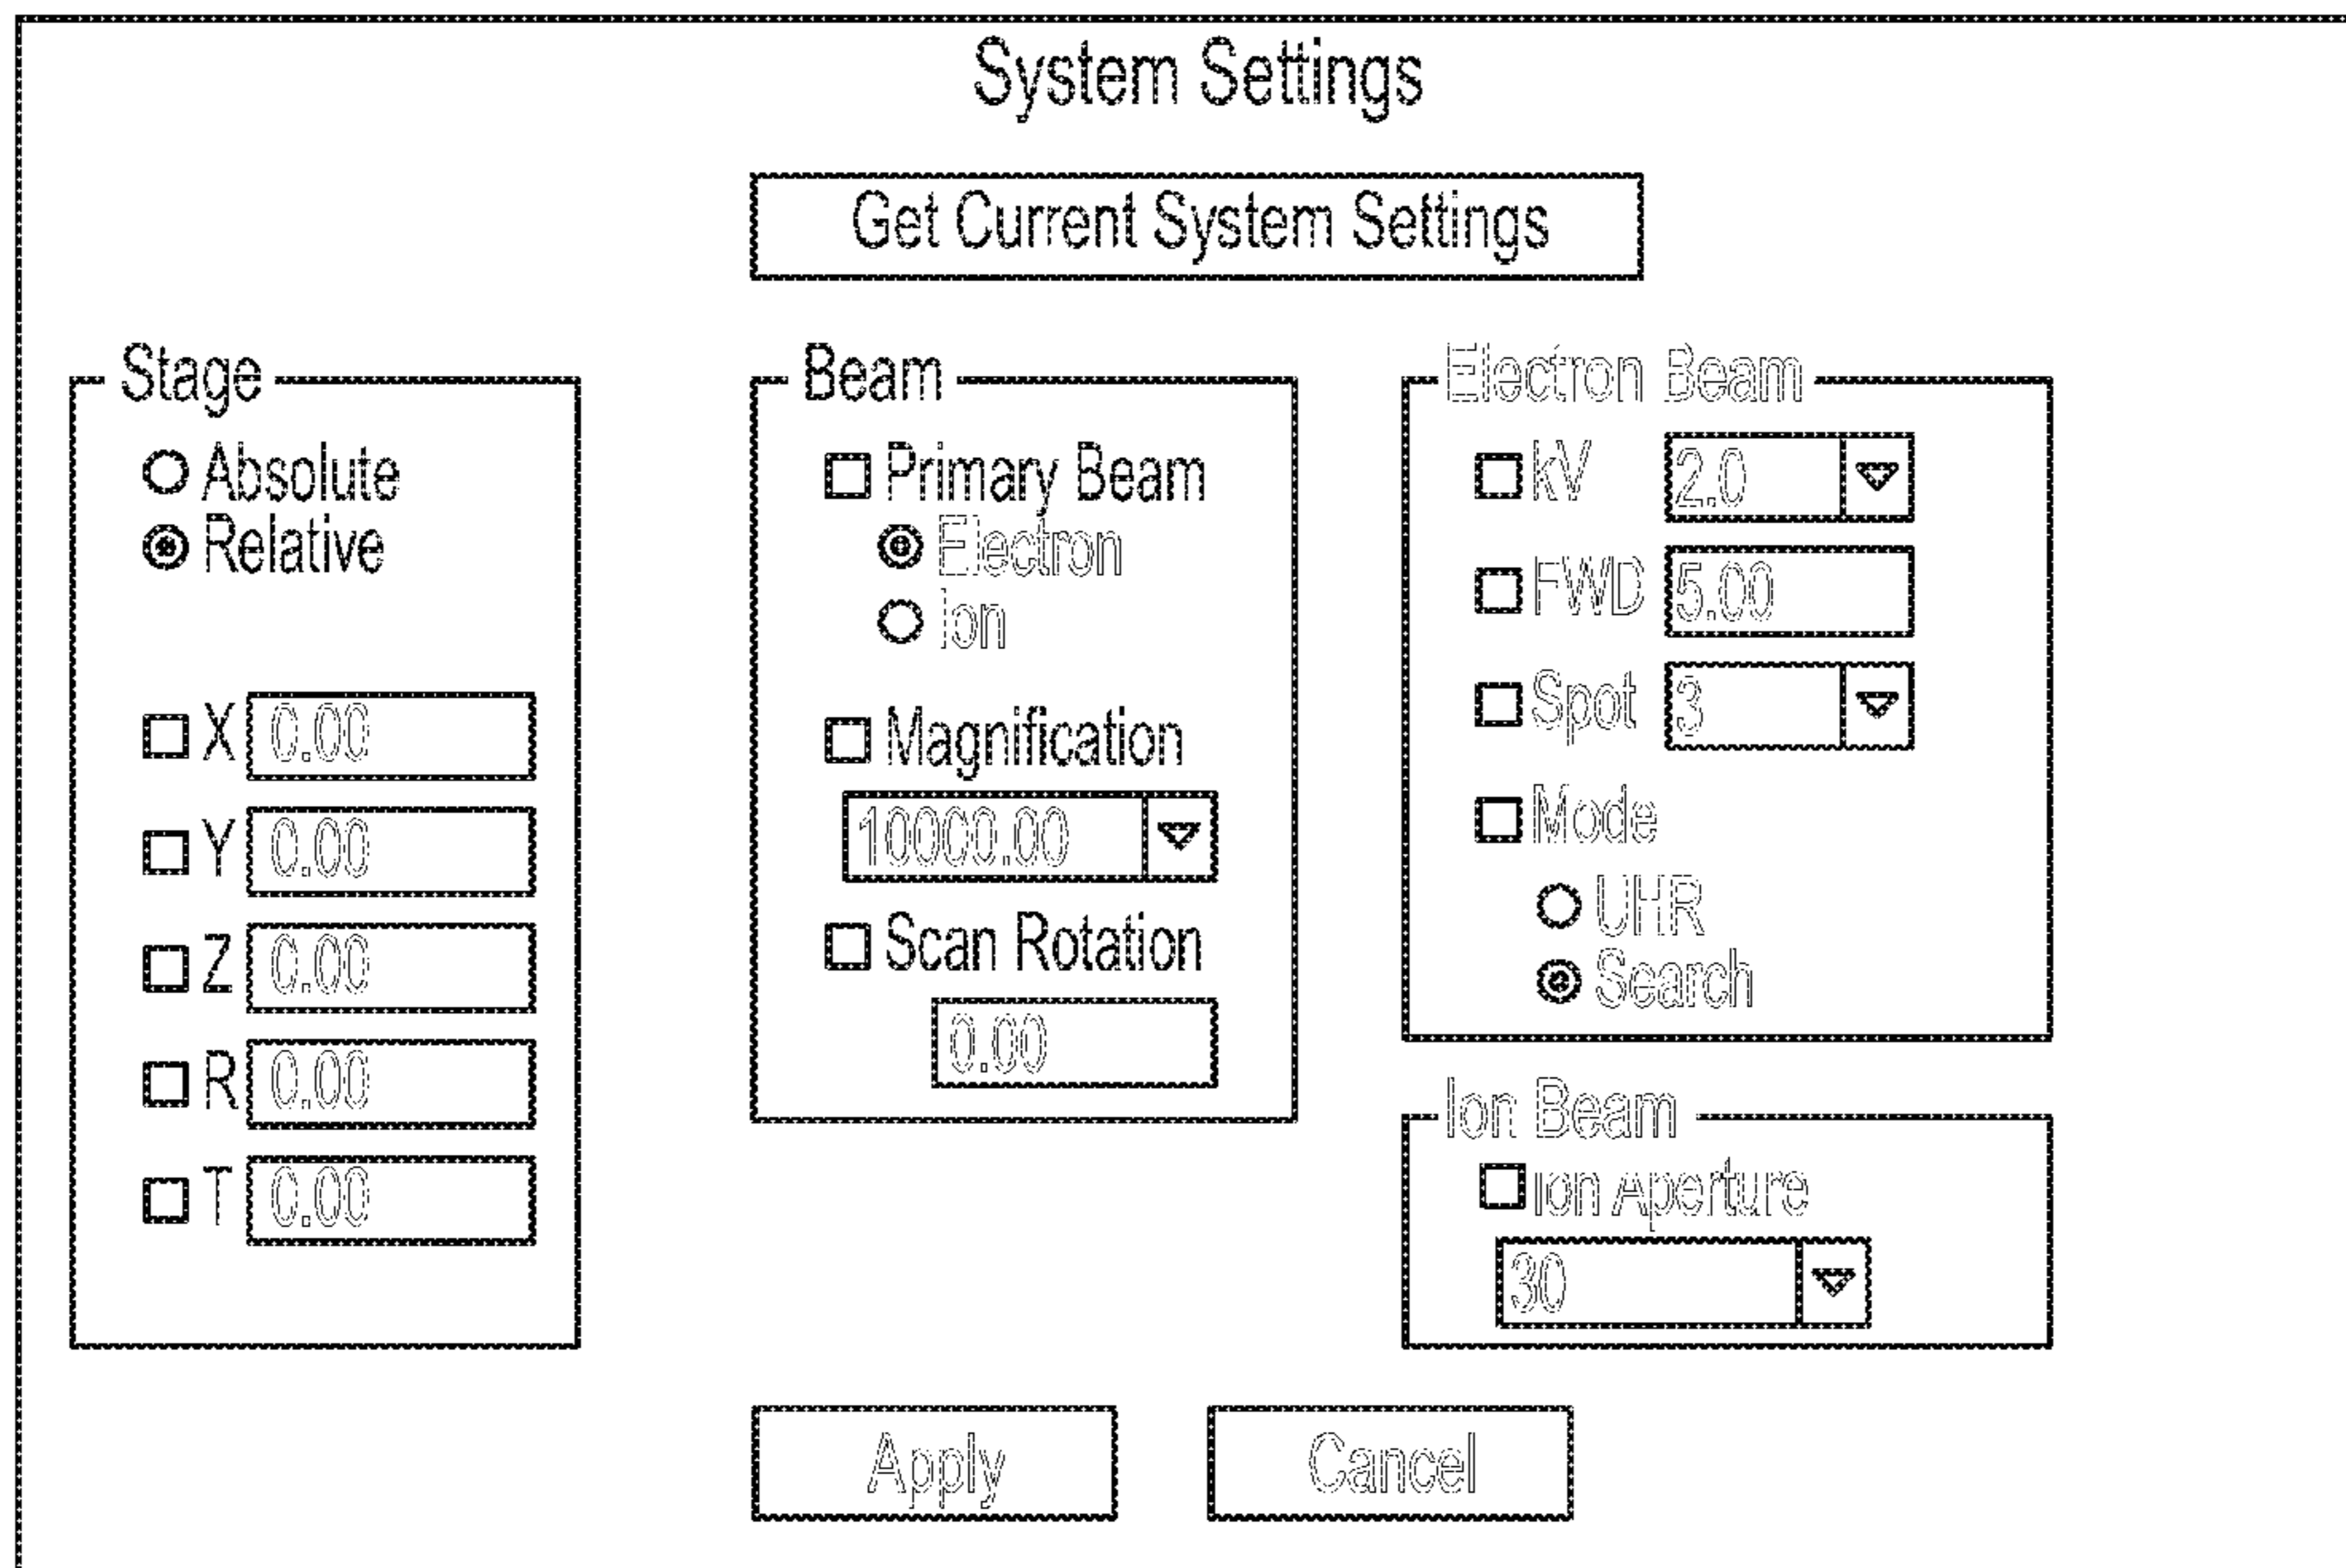 System Settings
Get Current System Settings
Stage
Absolute
Relative
X 0.00
Y 0.00
Z 0.00
R 0.00
T 0.00
Beam
Primary Beam
Electron
Ion
Magnification
10000.00
Scan Rotation
0.00
Electron Beam
kV 2.0
FWD 5.00
Spot 3
Mode
UHR
Search
Ion Beam
Ion Aperture
30
Apply
Cancel